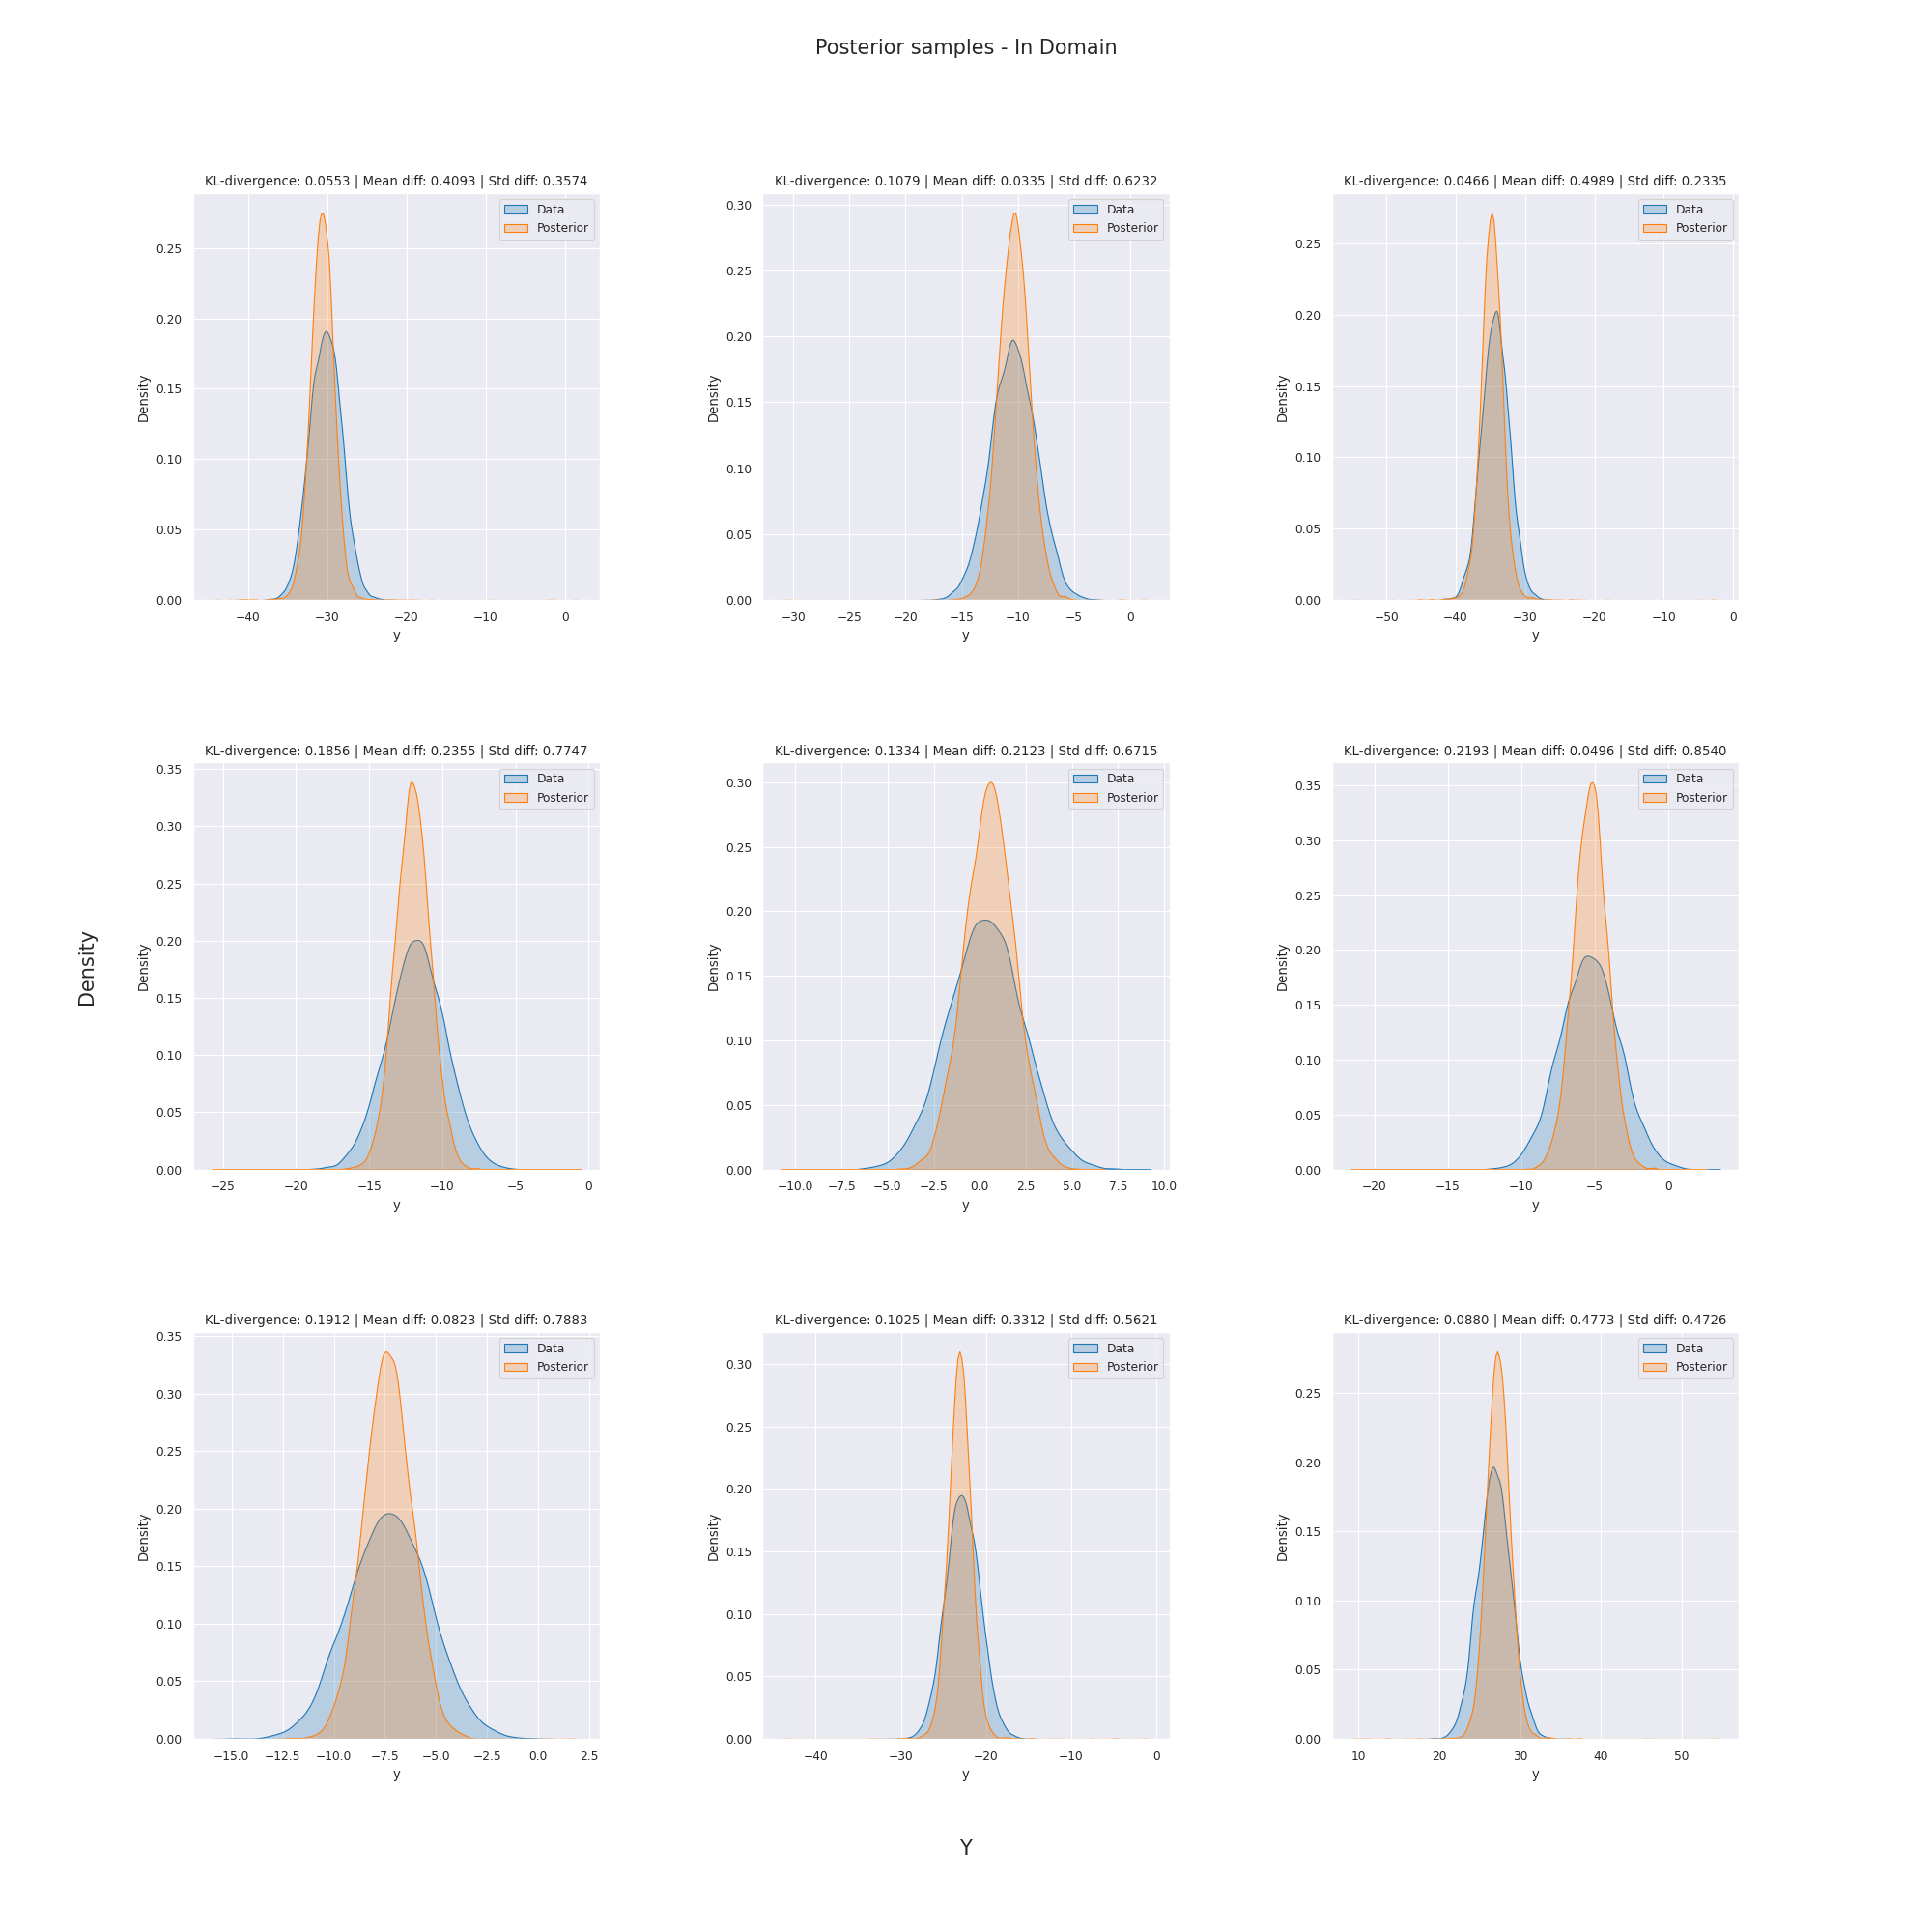 Posterior samples - In Domain
KL-divergence: 0.0553 | Mean diff: 0.4093 | Std diff: 0.3574
Data
Posterior
0.25
0.20
0.15
0.10
0.05
0.00
Density
−40 −30 −20 −10 0
y
KL-divergence: 0.1079 | Mean diff: 0.0335 | Std diff: 0.6232
Data
Posterior
0.30
0.25
0.20
0.15
0.10
0.05
0.00
Density
−30 −25 −20 −15 −10 −5 0
y
KL-divergence: 0.0466 | Mean diff: 0.4989 | Std diff: 0.2335
Data
Posterior
0.25
0.20
0.15
0.10
0.05
0.00
Density
−50 −40 −30 −20 −10 0
y
KL-divergence: 0.1856 | Mean diff: 0.2355 | Std diff: 0.7747
Data
Posterior
0.35
0.30
0.25
0.20
0.15
0.10
0.05
0.00
Density
−25 −20 −15 −10 −5 0
y
KL-divergence: 0.1334 | Mean diff: 0.2123 | Std diff: 0.6715
Data
Posterior
0.30
0.25
0.20
0.15
0.10
0.05
0.00
Density
−10.0 −7.5 −5.0 −2.5 0.0 2.5 5.0 7.5 10.0
y
KL-divergence: 0.2193 | Mean diff: 0.0496 | Std diff: 0.8540
Data
Posterior
0.35
0.30
0.25
0.20
0.15
0.10
0.05
0.00
Density
−20 −15 −10 −5 0
y
Density
KL-divergence: 0.1912 | Mean diff: 0.0823 | Std diff: 0.7883
Data
Posterior
0.35
0.30
0.25
0.20
0.15
0.10
0.05
0.00
Density
−15.0 −12.5 −10.0 −7.5 −5.0 −2.5 0.0 2.5
y
KL-divergence: 0.1025 | Mean diff: 0.3312 | Std diff: 0.5621
Data
Posterior
0.30
0.25
0.20
0.15
0.10
0.05
0.00
Density
−40 −30 −20 −10 0
y
KL-divergence: 0.0880 | Mean diff: 0.4773 | Std diff: 0.4726
Data
Posterior
0.25
0.20
0.15
0.10
0.05
0.00
Density
10 20 30 40 50
y
Y